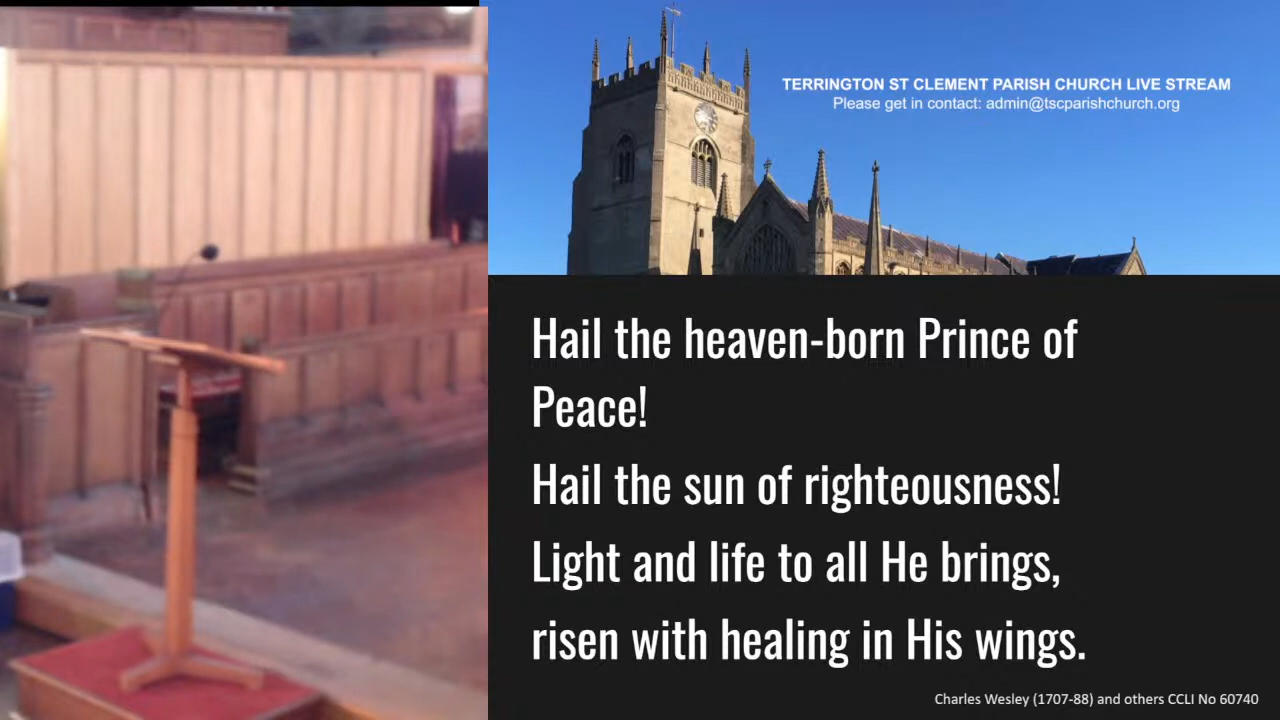 TERRINGTON ST CLEMENT PARISH CHURCH LIVE STREAM
Please get in contact: admin@tscparishchurch.org
Hail the heaven-born Prince of
Peace!
Hail the sun of righteousness!
Light and life to all He brings,
risen with healing in His wings.
Charles Wesley (1707-88) and others CCLI No 60740